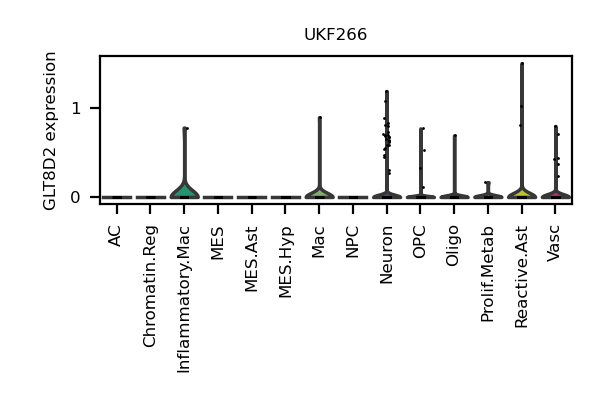 UKF266
GLT8D2 expression
1
0
AC
Chromatin.Reg
Inflammatory.Mac
MES
MES.Ast
MES.Hyp
Mac
NPC
Neuron
OPC
Oligo
Prolif.Metab
Reactive.Ast
Vasc